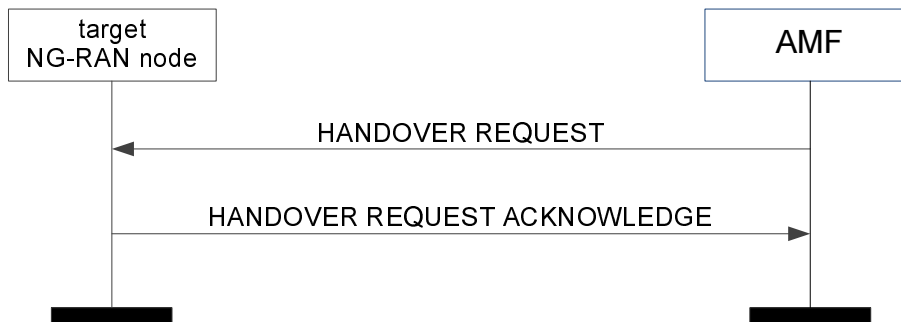 target
NG-RAN node
AMF
HANDOVER REQUEST
HANDOVER REQUEST ACKNOWLEDGE